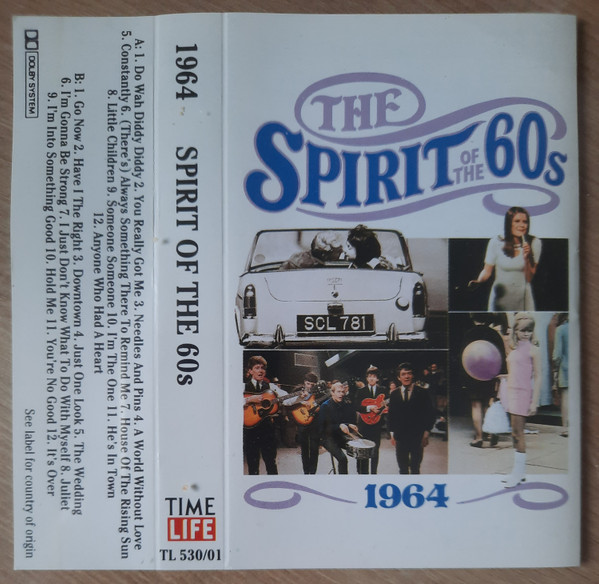 DOLBY SYSTEM
A: 1. Do Wah Diddy Diddy 2. You Really Got Me 3. Needles And Pins 4. A World Without Love
5. Constantly 6. (There's) Always Something There To Remind Me 7. House Of The Rising Sun
8. Little Children 9. Someone Someone 10. I'm The One 11. He's In Town
12. Anyone Who Had A Heart
B: 1. Go Now 2. Have I The Right 3. Downtown 4. Just One Look 5. The Wedding
6. I'm Gonna Be Strong 7. I Just Don't Know What To Do With Myself 8. Juliet
9. I'm Into Something Good 10. Hold Me 11. You're No Good 12. It's Over
See label for country of origin
1964 SPIRIT OF THE 60s
TIME
LIFE
TL 530/01
THE
SPIRIT OF THE 60s
SCL 781
1964